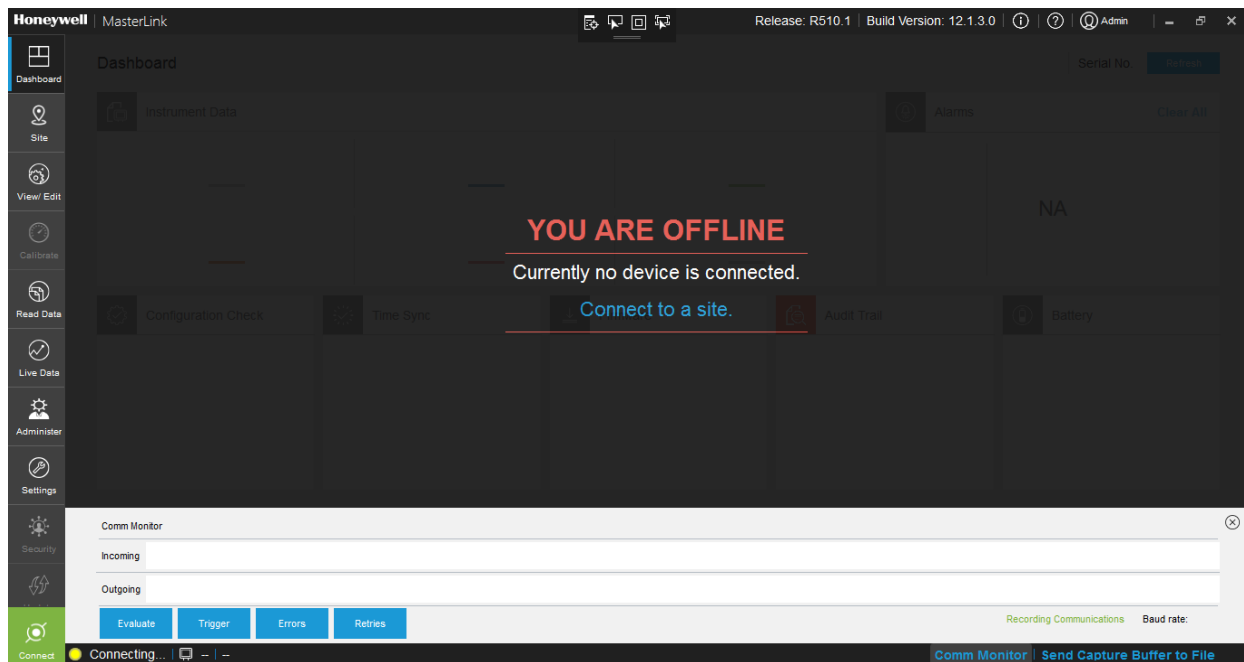 Honeywell | MasterLink
Release: R510.1 | Build Version: 12.1.3.0
Admin
Dashboard
Site
View/ Edit
Calibrate
Read Data
Live Data
Administer
Settings
Security
Connect
Dashboard
Serial No.
Refresh
Instrument Data
Alarms
Clear All
NA
YOU ARE OFFLINE
Currently no device is connected.
Connect to a site.
Configuration Check
Time Sync
Audit Trail
Battery
Comm Monitor
Incoming
Outgoing
Evaluate
Trigger
Errors
Retries
Recording Communications
Baud rate:
Connecting... | -- | --
Comm Monitor | Send Capture Buffer to File